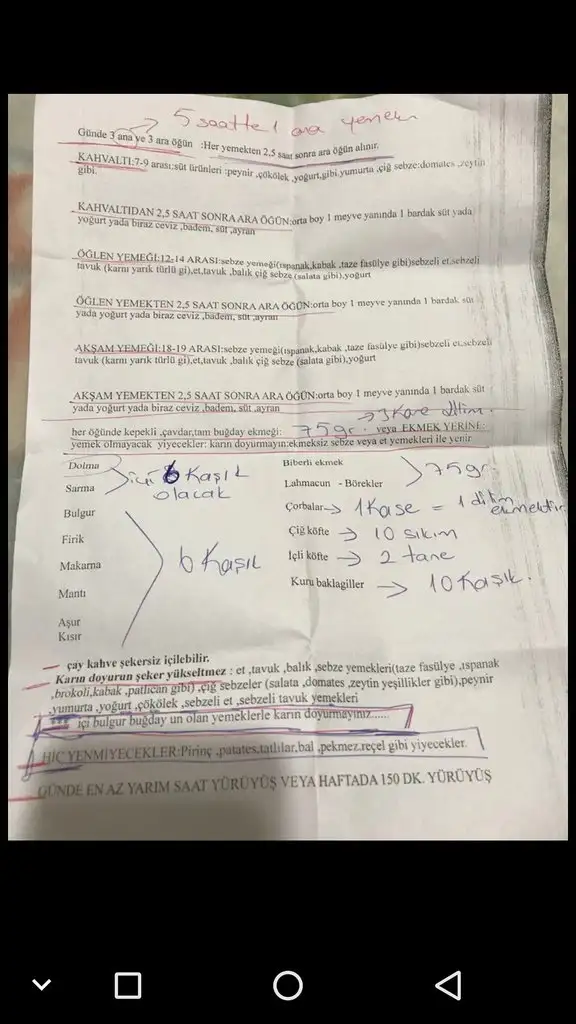 5 saatte 1 ara yemek
Günde 3 ana ve 3 ara öğün :Her yemekten 2,5 saat sonra ara öğün alınır.
KAHVALTI:7-9 arası:süt ürünleri :peynir ,çökölek ,yoğurt,gibi.yumurta ,çiğ sebze:domates ,zeytin
gibi.
KAHVALTIDAN 2,5 SAAT SONRA ARA ÖĞÜN:orta boy 1 meyve yanında 1 bardak süt yada
yoğurt yada biraz ceviz ,badem, süt ,ayran
ÖĞLEN YEMEĞİ:12-14 ARASI:sebze yemeği(ıspanak,kabak ,taze fasülye gibi)sebzeli et,sebzeli
tavuk (karnı yarık türlü gi),et,tavuk ,balık çiğ sebze (salata gibi),yoğurt
ÖĞLEN YEMEKTEN 2,5 SAAT SONRA ARA ÖĞÜN:orta boy 1 meyve yanında 1 bardak süt
yada yoğurt yada biraz ceviz ,badem, süt ,ayran
AKŞAM YEMEĞİ:18-19 ARASI:sebze yemeği(ıspanak,kabak ,taze fasülye gibi)sebzeli et,sebzeli
tavuk (karnı yarık türlü gibi),et,tavuk ,balık çiğ sebze (salata gibi),yoğurt
AKŞAM YEMEKTEN 2,5 SAAT SONRA ARA ÖĞÜN:orta boy 1 meyve yanında 1 bardak süt
yada yoğurt yada biraz ceviz ,badem, süt ,ayran
→ 3 Kare dilim.
her öğünde kepekli ,çavdar,tam buğday ekmeği: 75gr. veya EKMEK YERİNE:
yemek olmayacak yiyecekler: karın doyurmayın:ekmeksiz sebze veya et yemekleri ile yenir
Dolma
Sarma
içi 6 Kaşık
olacak
Bulgur
Firik
Makarna
Mantı
Aşur
Kısır
6 Kaşık
Biberli ekmek
Lahmacun - Börekler
75gr.
Çorbalar→ 1 Kase = 1 dilim
ekmektir
Çiğ köfte → 10 sıkım
İçli köfte → 2 tane
Kuru baklagiller → 10 Kaşık.
çay kahve şekersiz içilebilir.
Karın doyurun şeker yükseltmez : et ,tavuk ,balık ,sebze yemekleri(taze fasülye ,ıspanak
,brokoli,kabak ,patlıcan gibi) ,çiğ sebzeler (salata ,domates ,zeytin yeşillikler gibi),peynir
,yumurta ,yoğurt ,çökölek ,sebzeli et ,sebzeli tavuk yemekleri
*** içi bulgur buğday un olan yemeklerle karın doyurmayınız......
HİÇ YENMİYECEKLER:Pirinç ,patates,tatlılar,bal ,pekmez,reçel gibi yiyecekler.
GÜNDE EN AZ YARIM SAAT YÜRÜYÜŞ VEYA HAFTADA 150 DK. YÜRÜYÜŞ